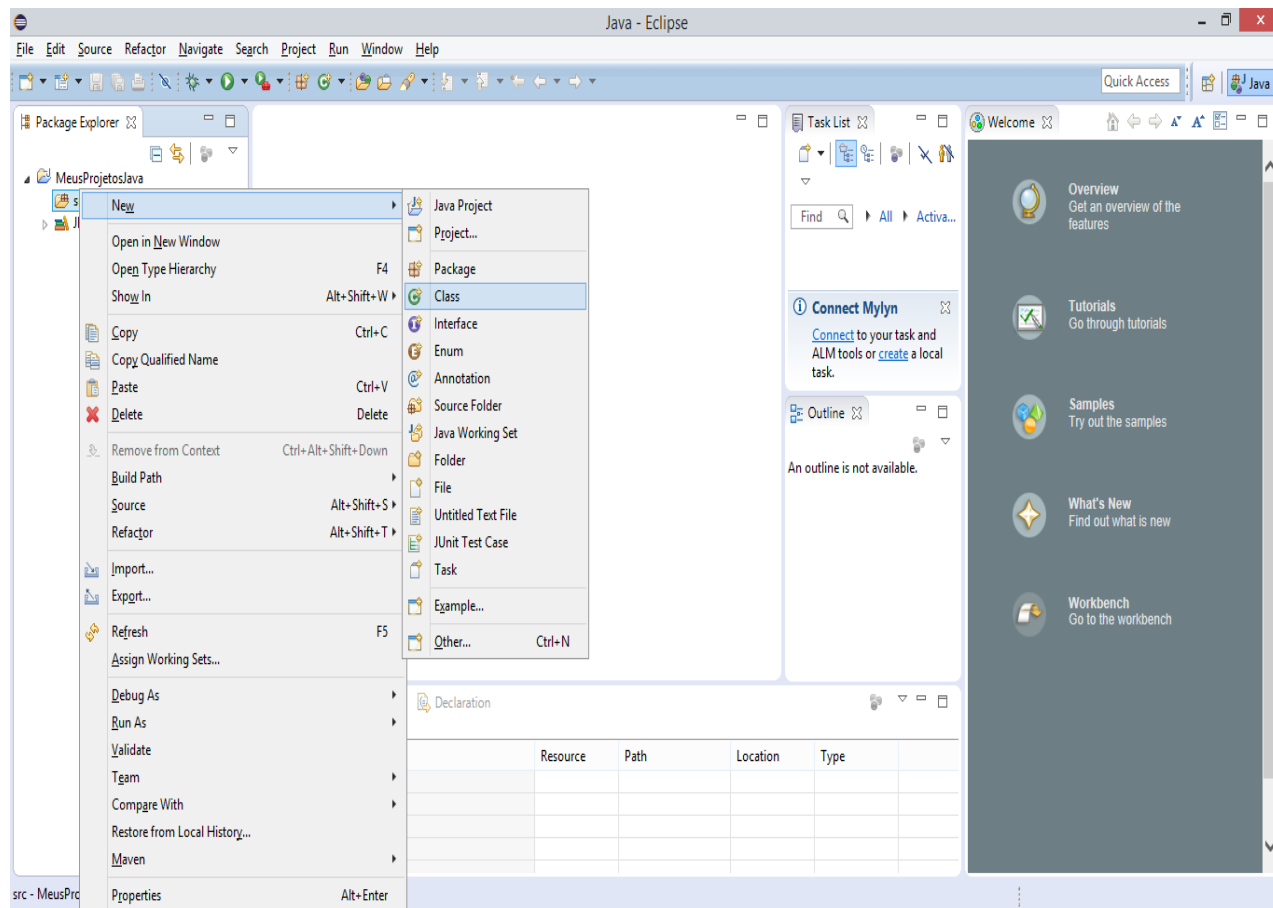 Java - Eclipse
File Edit Source Refactor Navigate Search Project Run Window Help
Quick Access
Java
Package Explorer
MeusProjetosJava
s
New
Open in New Window
Open Type Hierarchy F4
Show In Alt+Shift+W
Copy Ctrl+C
Copy Qualified Name
Paste Ctrl+V
Delete Delete
Remove from Context Ctrl+Alt+Shift+Down
Build Path
Source Alt+Shift+S
Refactor Alt+Shift+T
Import...
Export...
Refresh F5
Assign Working Sets...
Debug As
Run As
Validate
Team
Compare With
Restore from Local History...
Maven
Properties Alt+Enter
Java Project
Project...
Package
Class
Interface
Enum
Annotation
Source Folder
Java Working Set
Folder
File
Untitled Text File
JUnit Test Case
Task
Example...
Other... Ctrl+N
Task List
Find All Activa...
Connect Mylyn
Connect to your task and
ALM tools or create a local
task.
Outline
An outline is not available.
Welcome
Overview
Get an overview of the
features
Tutorials
Go through tutorials
Samples
Try out the samples
What's New
Find out what is new
Workbench
Go to the workbench
Declaration
Resource Path Location Type
src - MeusPro